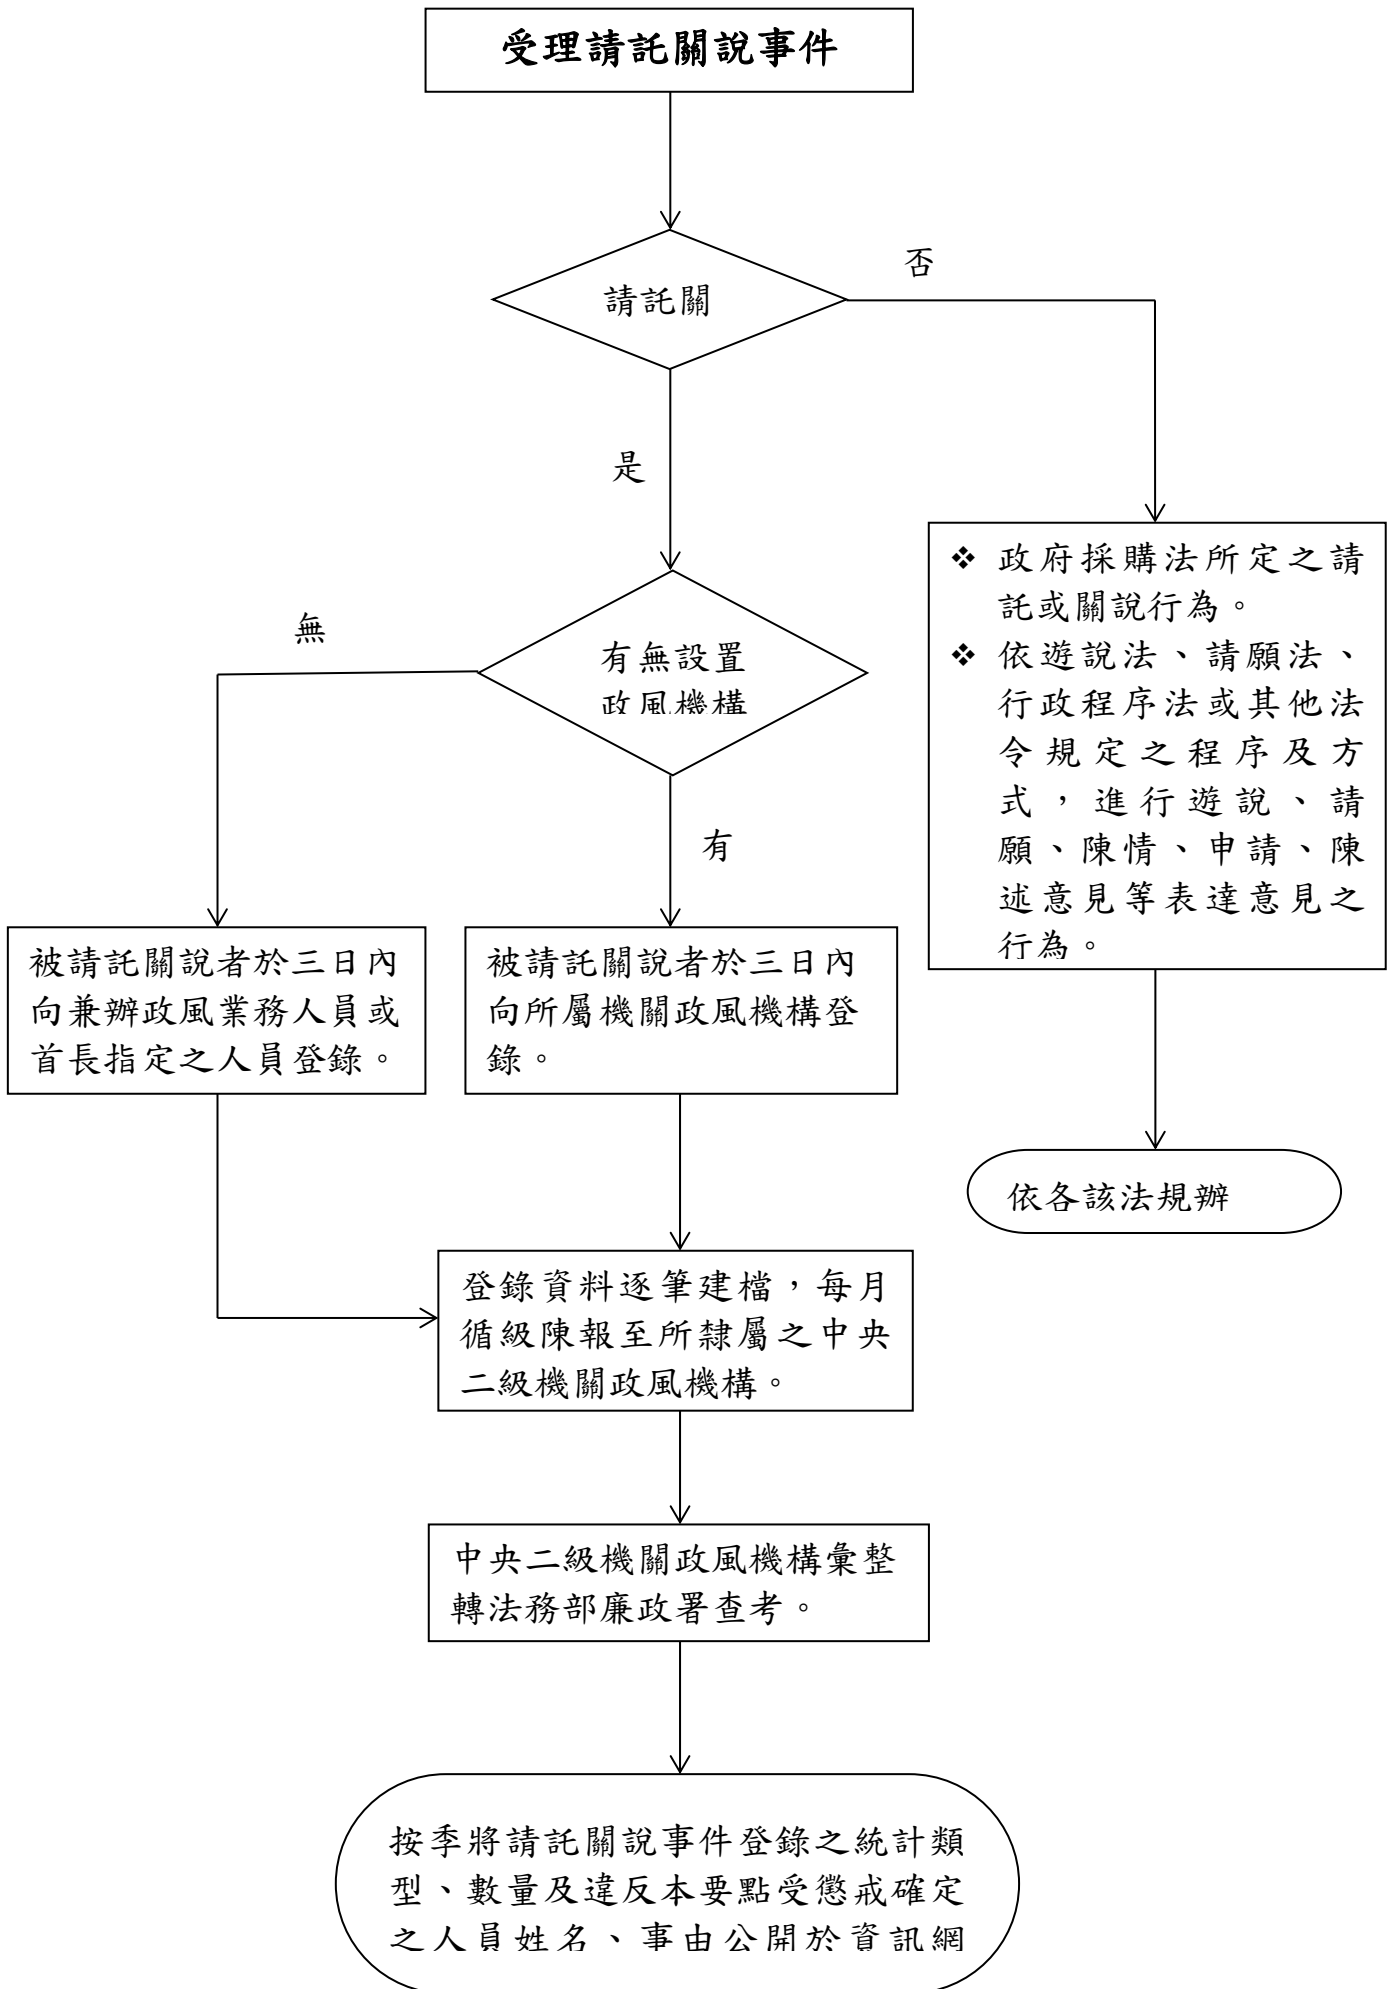 受理請託關說事件
請託關
否
是
有無設置
政風機構
無
有
❖ 政府採購法所定之請
託或關說行為。
❖ 依遊說法、請願法、
行政程序法或其他法
令規定之程序及方
式，進行遊說、請
願、陳情、申請、陳
述意見等表達意見之
行為。
被請託關說者於三日內
向兼辦政風業務人員或
首長指定之人員登錄。
被請託關說者於三日內
向所屬機關政風機構登
錄。
依各該法規辦
登錄資料逐筆建檔，每月
循級陳報至所隸屬之中央
二級機關政風機構。
中央二級機關政風機構彙整
轉法務部廉政署查考。
按季將請託關說事件登錄之統計類
型、數量及違反本要點受懲戒確定
之人員姓名、事由公開於資訊網